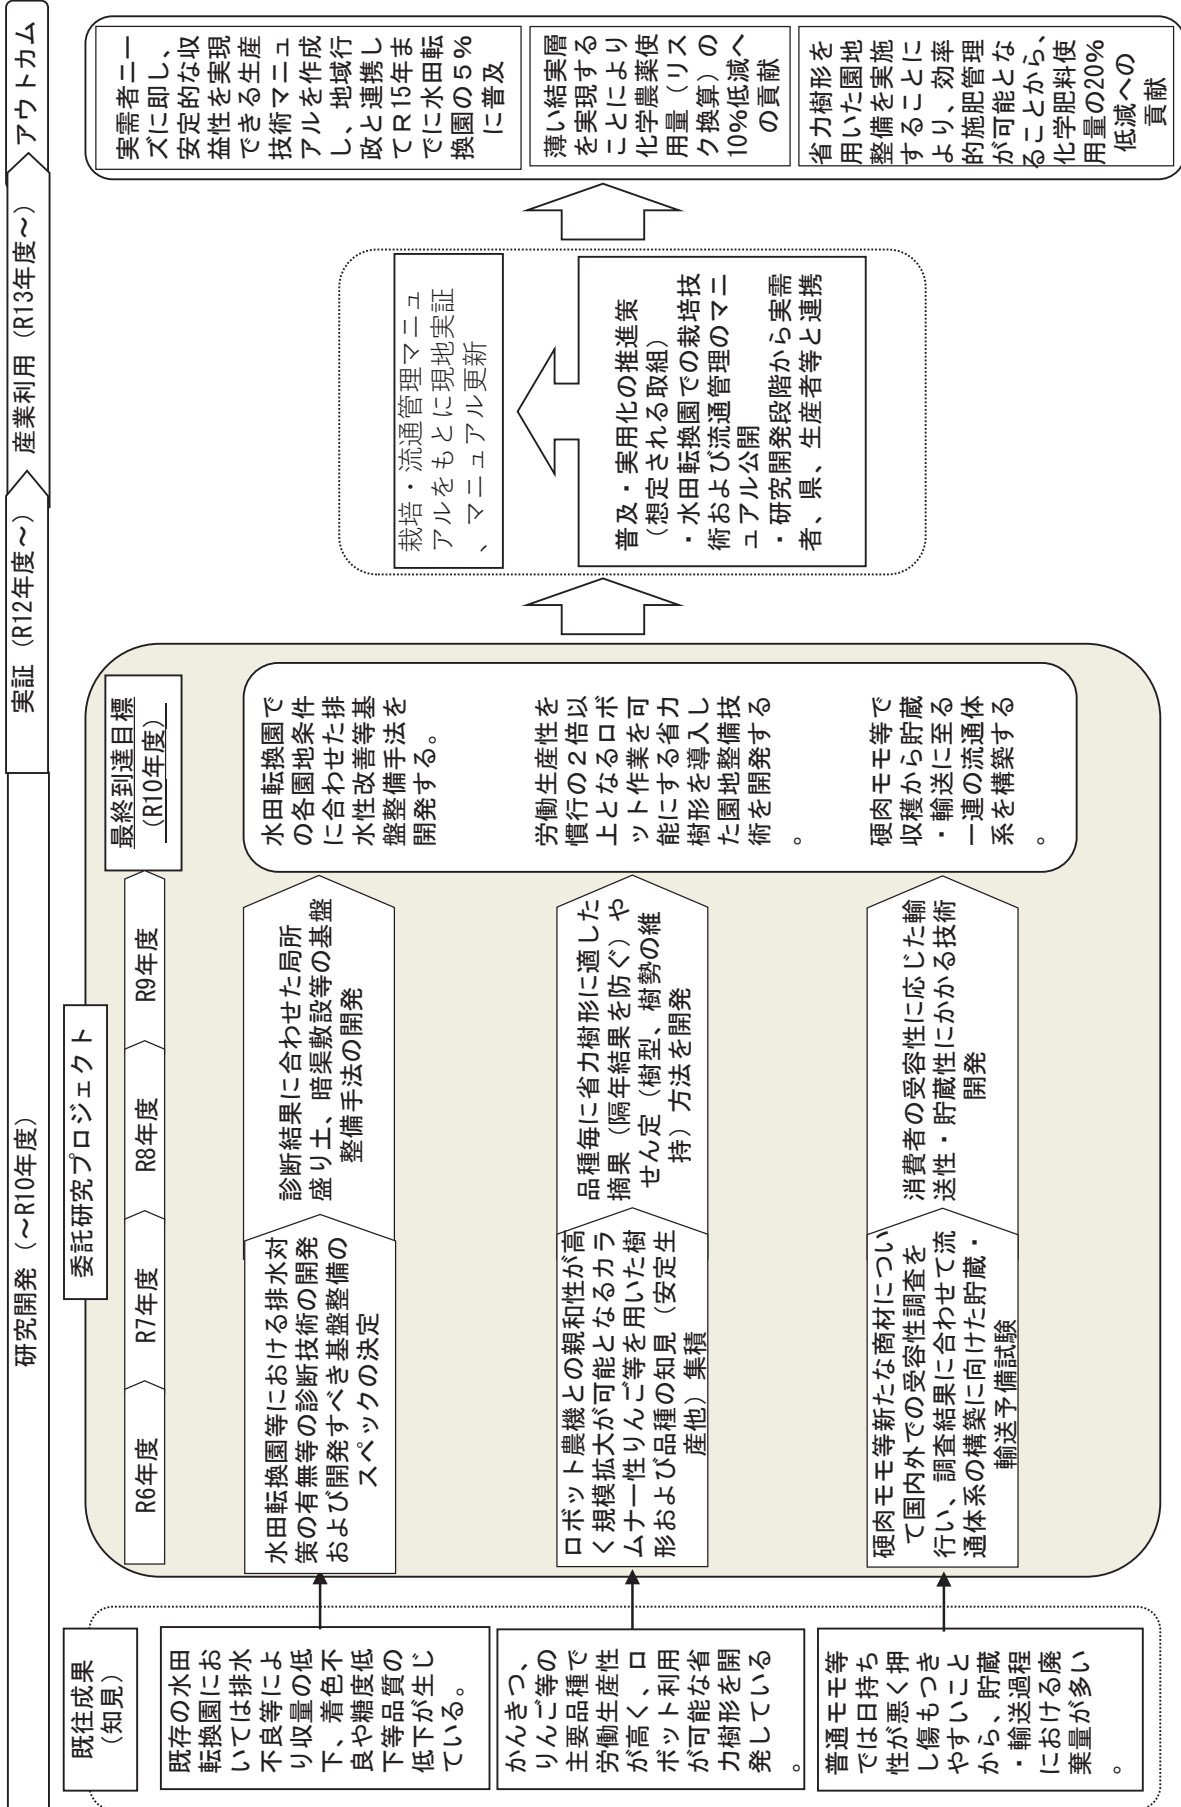 研究開発（～R10年度）
実証（R12年度～）
産業利用（R13年度～）
アウトカム
既往成果
（知見）
既存の水田
転換園にお
いては排水
不良等によ
り収量の低
下、着色不
良や糖度低
下等品質の
低下が生じ
ている。
かんきつ、
りんご等の
主要品種で
労働生産性
が高く、ロ
ボット利用
が可能な省
力樹形を開
発している
。
普通モモ等
では日持ち
性が悪く押
し傷もつき
やすいこと
から、貯蔵
・輸送過程
における廃
棄量が多い
。
委託研究プロジェクト
R6年度
R7年度
R8年度
R9年度
最終到達目標
（R10年度）
水田転換園等における排水対
策の有無等の診断技術の開発
および開発すべき基盤整備の
スペックの決定
診断結果に合わせた局所
盛り土、暗渠敷設等の基盤
整備手法の開発
水田転換園で
の各園地条件
に合わせた排
水性改善等基
盤整備手法を
開発する。
ロボット農機との親和性が高
く規模拡大が可能となるカラ
ムナー性りんご等を用いた樹
形および品種の知見（安定生
産他）集積
品種毎に省力樹形に適した
摘果（隔年結果を防ぐ）や
せん定（樹型、樹勢の維
持）方法を開発
労働生産性を
慣行の２倍以
上となるロボ
ット作業を可
能にする省力
樹形を導入し
た園地整備技
術を開発する
。
硬肉モモ等新たな商材につい
て国内外での受容性調査を
行い、調査結果に合わせて流
通体系の構築に向けた貯蔵・
輸送予備試験
消費者の受容性に応じた輸
送性・貯蔵性にかかる技術
開発
硬肉モモ等で
収穫から貯蔵
・輸送に至る
一連の流通体
系を構築する
。
栽培・流通管理マニュ
アルをもとに現地実証
、マニュアル更新
普及・実用化の推進策
（想定される取組）
・水田転換園での栽培技
術および流通管理のマニ
ュアル公開
・研究開発段階から実需
者、県、生産者等と連携
実需者ニー
ズに即し、
安定的な収
益性を実現
できる生産
技術マニュ
アルを作成
し、地域行
政と連携し
てＲ15年ま
でに水田転
換園の５％
に普及
薄い結実層
を実現する
ことにより
化学農薬使
用量（リス
ク換算）の
10％低減へ
の貢献
省力樹形を
用いた園地
整備を実施
することに
より、効率
的施肥管理
が可能とな
ることから、
化学肥料使
用量の20％
低減への
貢献